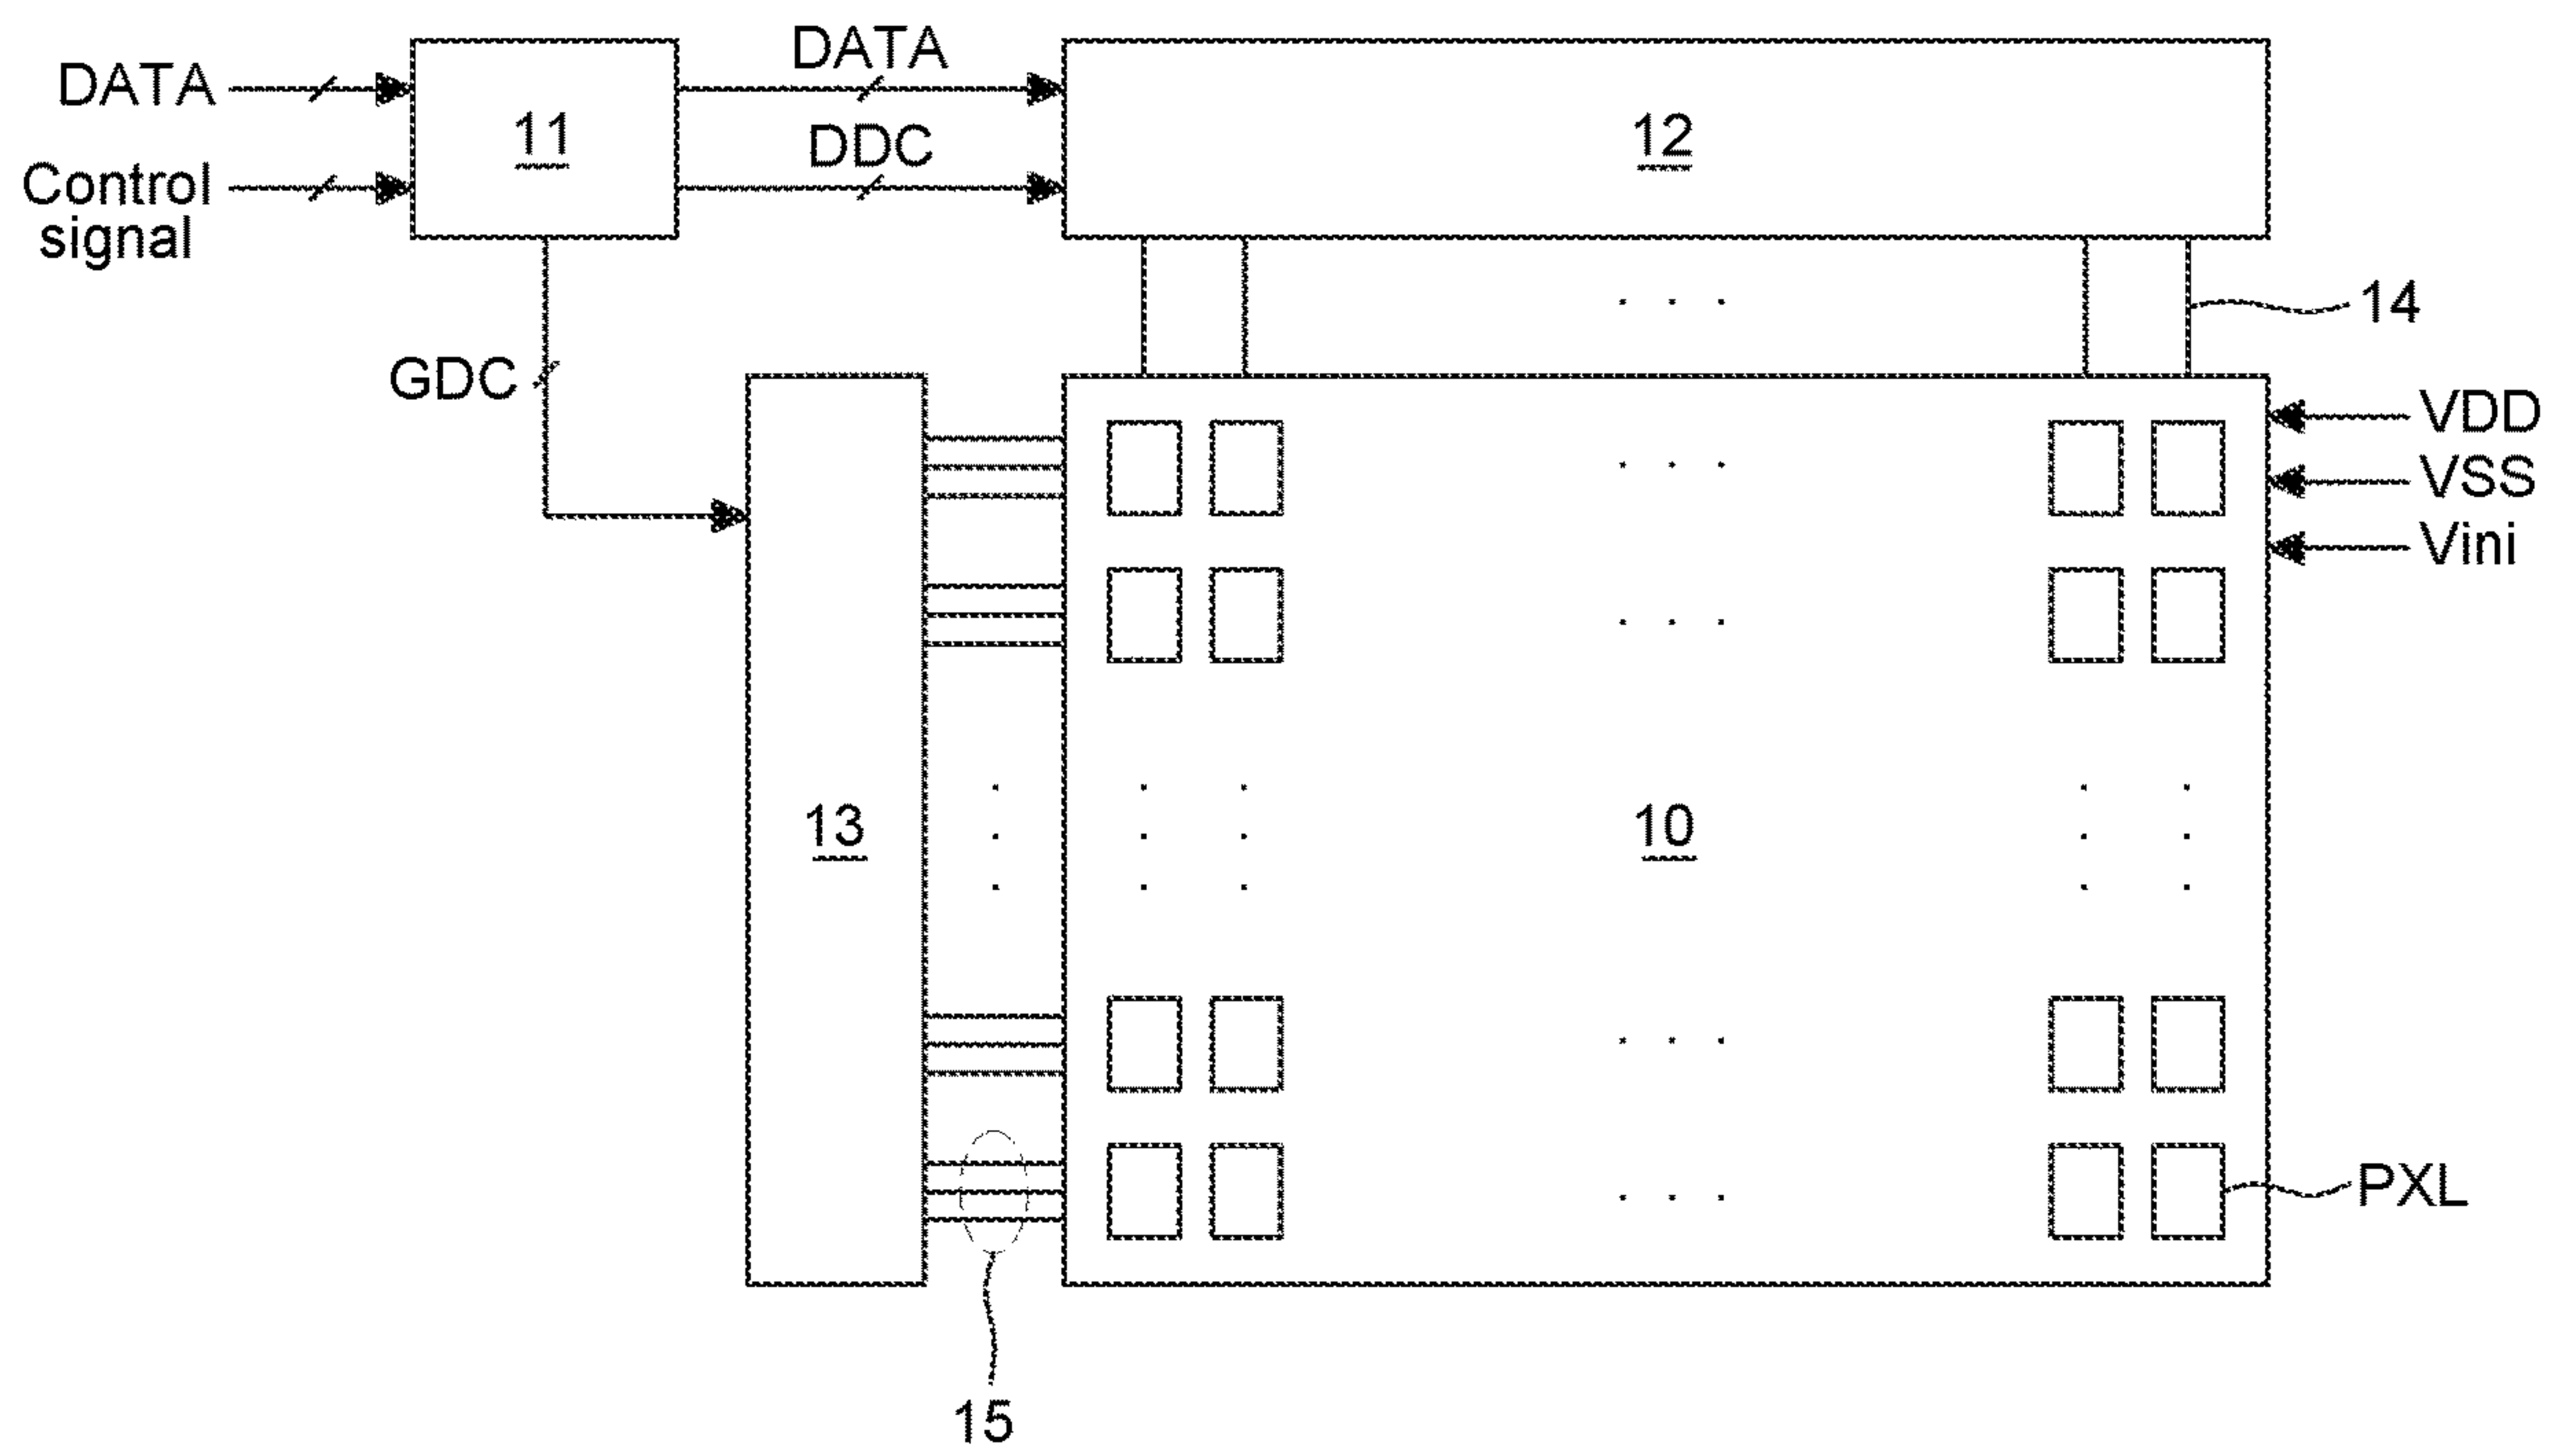 DATA
DATA
11
12
DDC
Control
signal
14
GDC
VDD
VSS
Vini
13
10
PXL
15